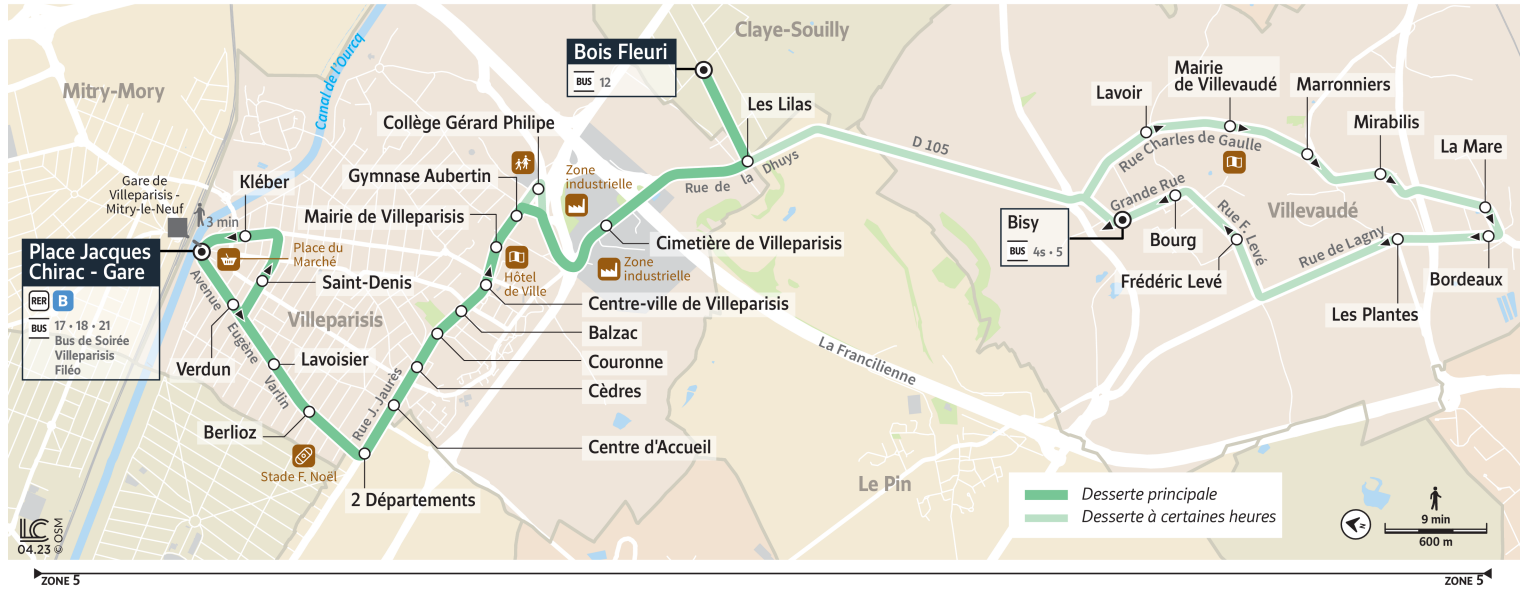 Claye-Souilly
Mitry-Mory
Canal de l'Ourcq
Bois Fleuri
BUS 12
Les Lilas
Collège Gérard Philipe
Gymnase Aubertin
Mairie de Villeparisis
Zone
industrielle
Rue de la Dhuys
D 105
Lavoir
Mairie
de Villevaudé
Marronniers
Mirabilis
La Mare
Rue Charles de Gaulle
Grande Rue
Villevaudé
Rue F. Levé
Rue de Lagny
Bisy
BUS 4s • 5
Bourg
Frédéric Levé
Les Plantes
Bordeaux
Gare de
Villeparisis -
Mitry-le-Neuf
3 min
Kléber
Place Jacques
Chirac - Gare
RER B
BUS 17 • 18 • 21
Bus de Soirée
Villeparisis
Filéo
Place du
Marché
Saint-Denis
Villeparisis
Avenue Eugène Varlin
Verdun
Lavoisier
Berlioz
Stade F. Noël
2 Départements
Rue J. Jaurès
Hôtel
de Ville
Cimetière de Villeparisis
Zone
industrielle
Centre-ville de Villeparisis
Balzac
Couronne
Cèdres
Centre d'Accueil
La Francilienne
Le Pin
Desserte principale
Desserte à certaines heures
N
9 min
600 m
LC
04.23 © OSM
ZONE 5
ZONE 5